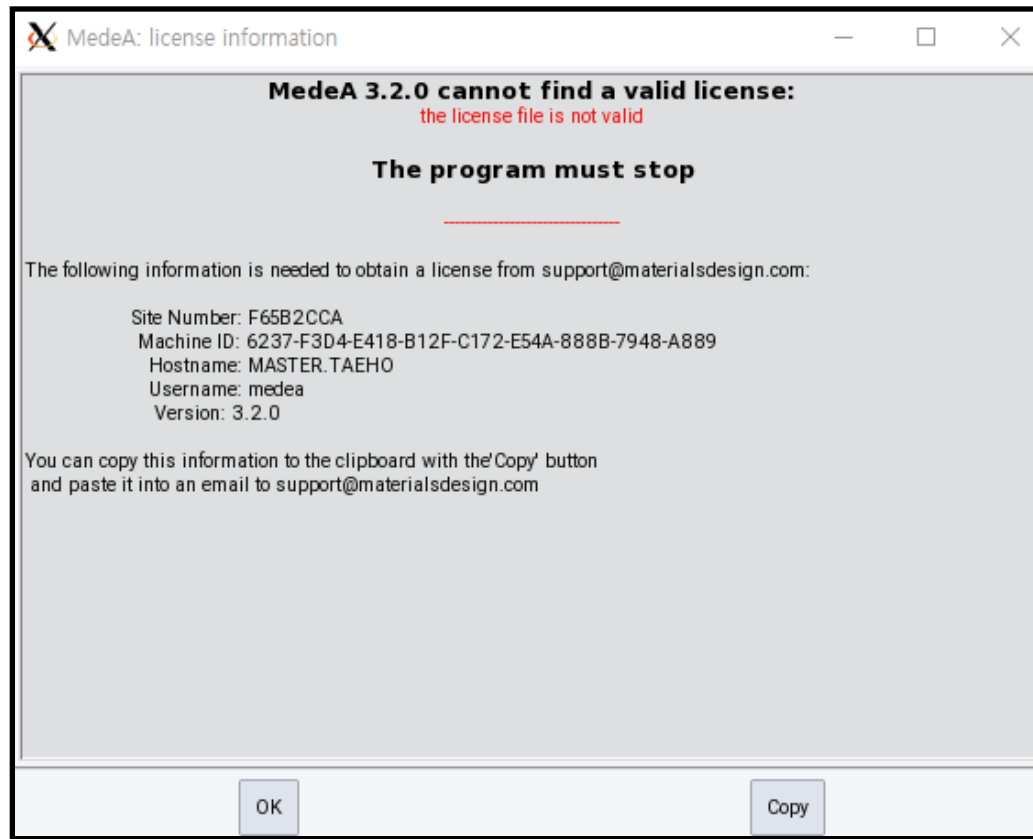 MedeA: license information
MedeA 3.2.0 cannot find a valid license:
the license file is not valid
The program must stop
--------------------------------
The following information is needed to obtain a license from support@materialsdesign.com:
Site Number: F65B2CCA
Machine ID: 6237-F3D4-E418-B12F-C172-E54A-888B-7948-A889
Hostname: MASTER.TAEHO
Username: medea
Version: 3.2.0
You can copy this information to the clipboard with the'Copy' button
and paste it into an email to support@materialsdesign.com
OK
Copy